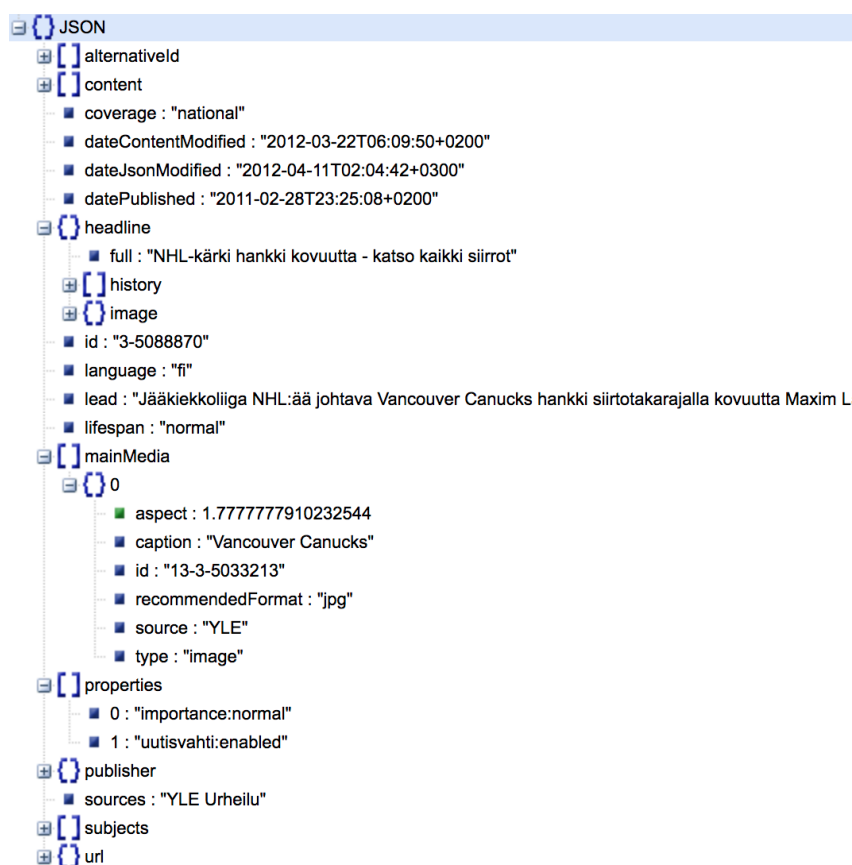 JSON
alternativeId
content
coverage : "national"
dateContentModified : "2012-03-22T06:09:50+0200"
dateJsonModified : "2012-04-11T02:04:42+0300"
datePublished : "2011-02-28T23:25:08+0200"
headline
full : "NHL-kärki hankki kovuutta - katso kaikki siirrot"
history
image
id : "3-5088870"
language : "fi"
lead : "Jääkiekkoliiga NHL:ää johtava Vancouver Canucks hankki siirtotakarajalla kovuutta Maxim L
lifespan : "normal"
mainMedia
0
aspect : 1.7777777910232544
caption : "Vancouver Canucks"
id : "13-3-5033213"
recommendedFormat : "jpg"
source : "YLE"
type : "image"
properties
0 : "importance:normal"
1 : "uutisvahti:enabled"
publisher
sources : "YLE Urheilu"
subjects
url